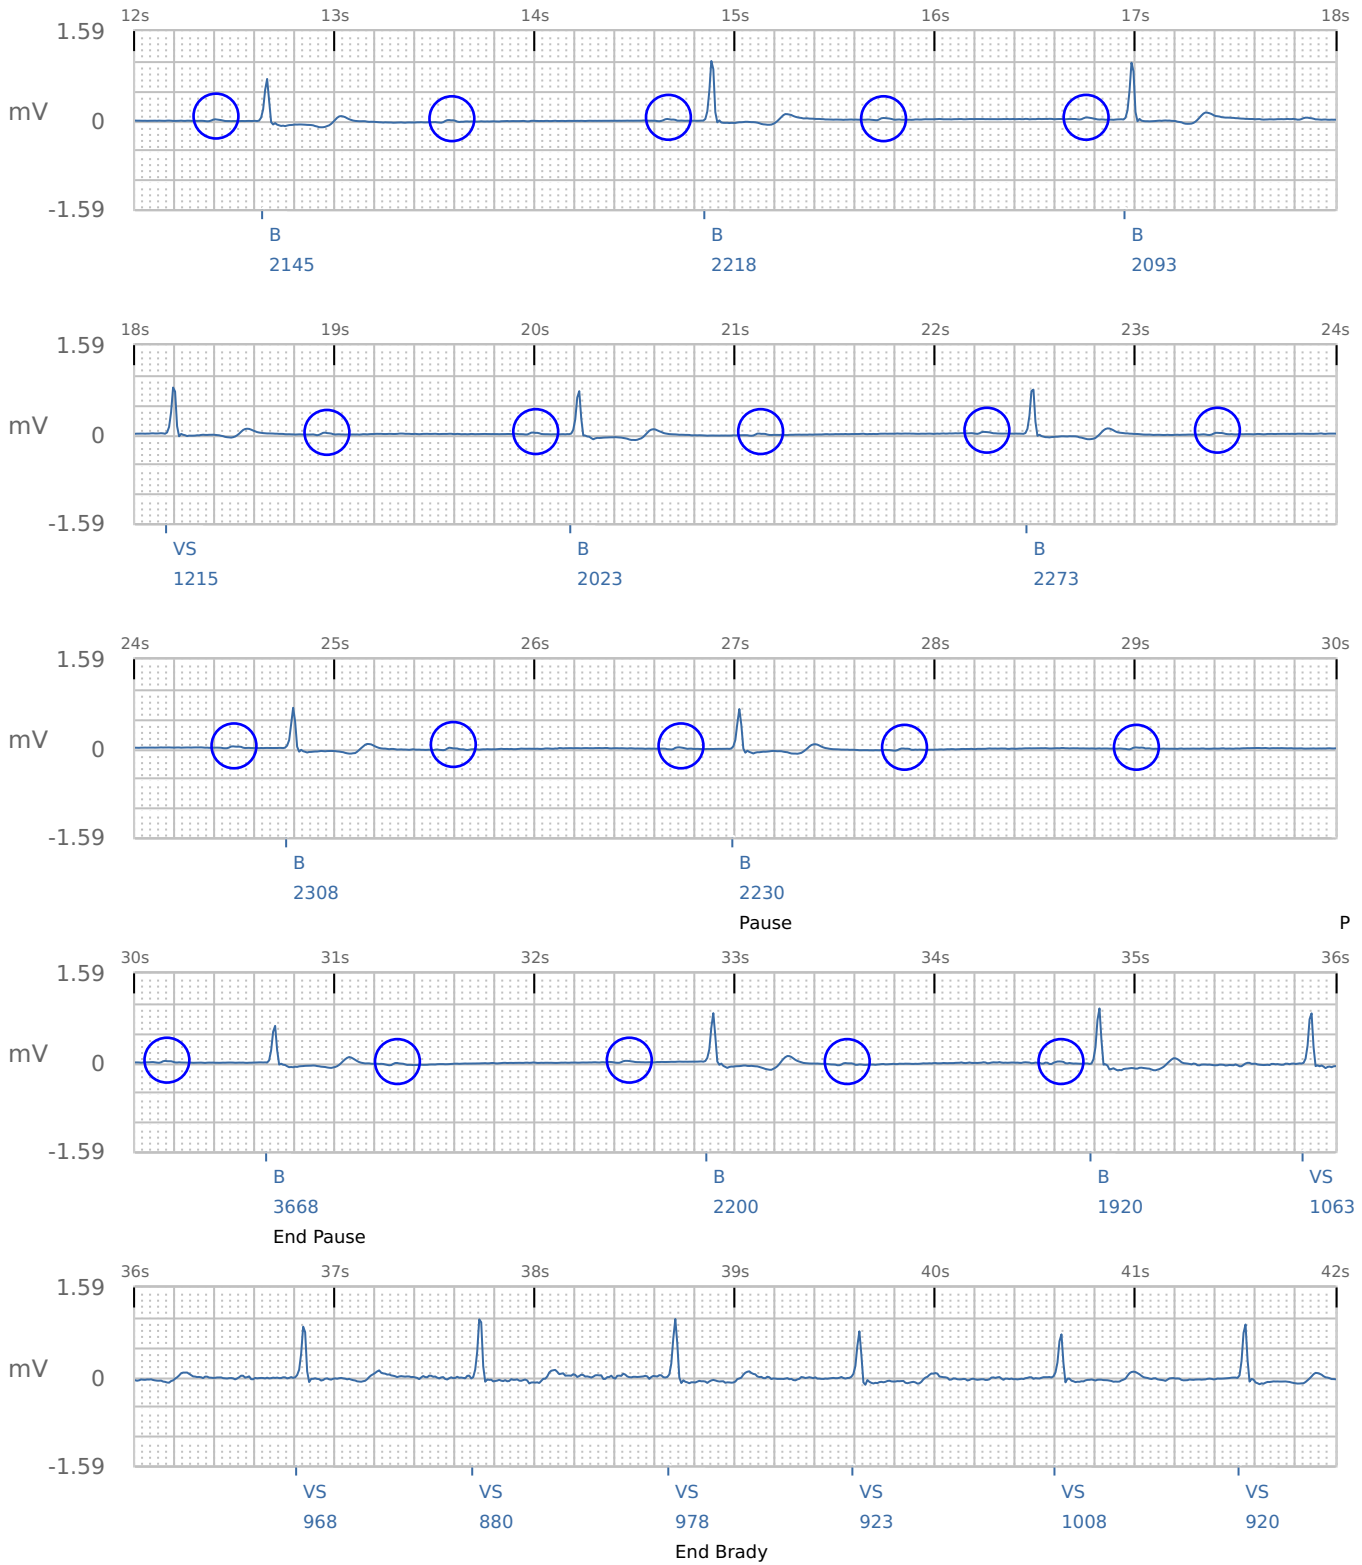 12s 13s 14s 15s 16s 17s 18s
1.59
mV
0
-1.59
B B B
2145 2218 2093
18s 19s 20s 21s 22s 23s 24s
1.59
mV
0
-1.59
VS B B
1215 2023 2273
24s 25s 26s 27s 28s 29s 30s
1.59
mV
0
-1.59
B B
2308 2230
Pause P
30s 31s 32s 33s 34s 35s 36s
1.59
mV
0
-1.59
B B B VS
3668 2200 1920 1063
End Pause
36s 37s 38s 39s 40s 41s 42s
1.59
mV
0
-1.59
VS VS VS VS VS VS
968 880 978 923 1008 920
End Brady